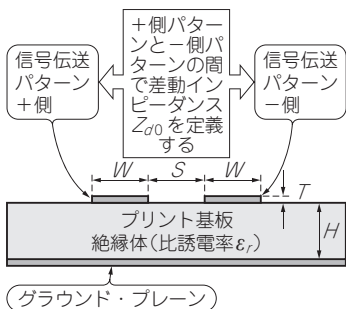 ＋側パターンと－側パ
ターンの間
で差動イン
ピーダンス
Zd0を定義
する
信号伝送
パターン
＋側
信号伝送
パターン
－側
W
S
W
T
プリント基板
絶縁体(比誘電率εr)
H
グラウンド・プレーン